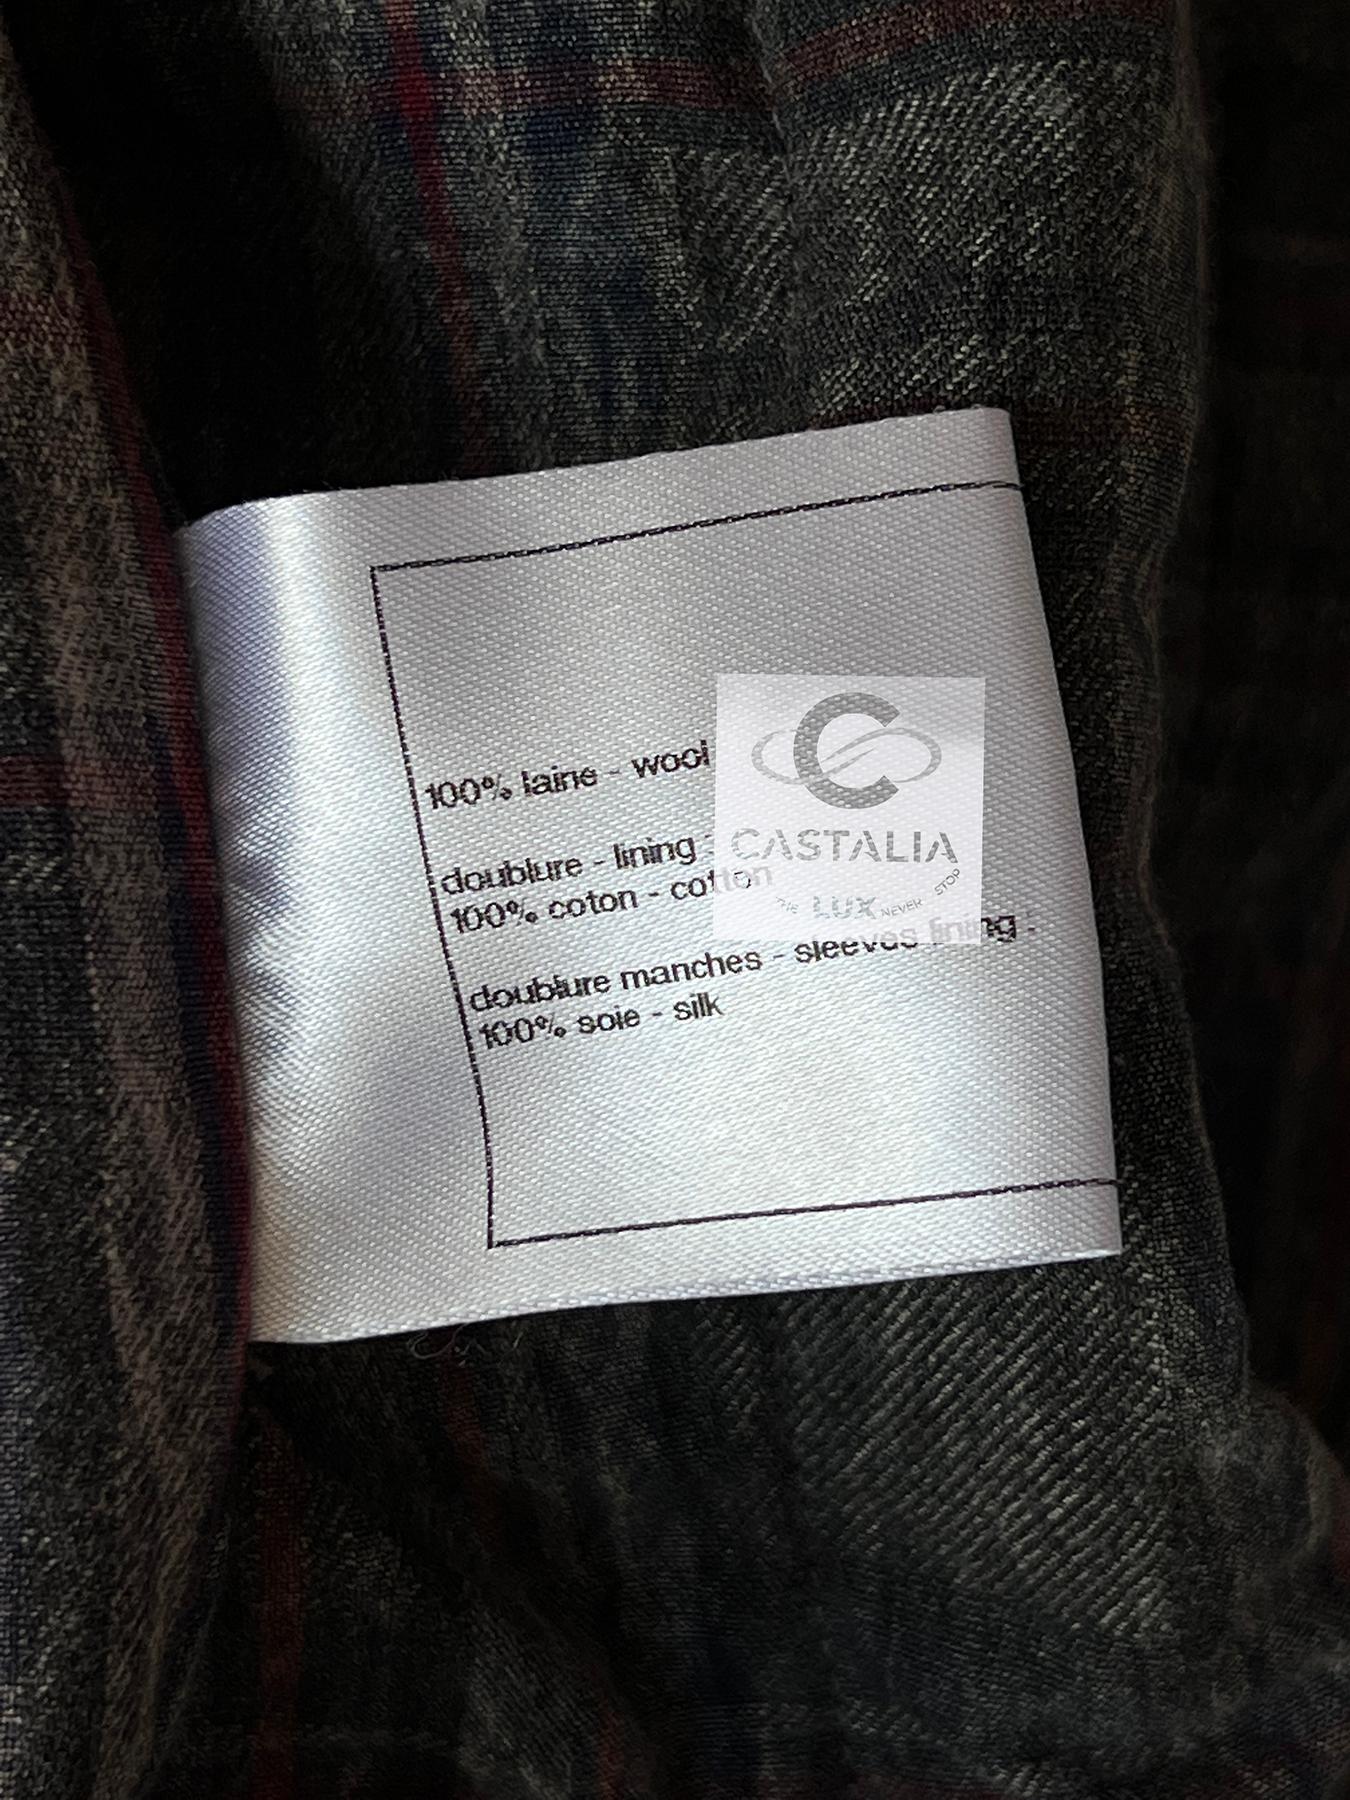 100% laine - wool
doublure - lining :
100% coton - cotton
doublure manches - sleeves lining :
100% soie - silk
C
CASTALIA
THE LUX NEVER STOP